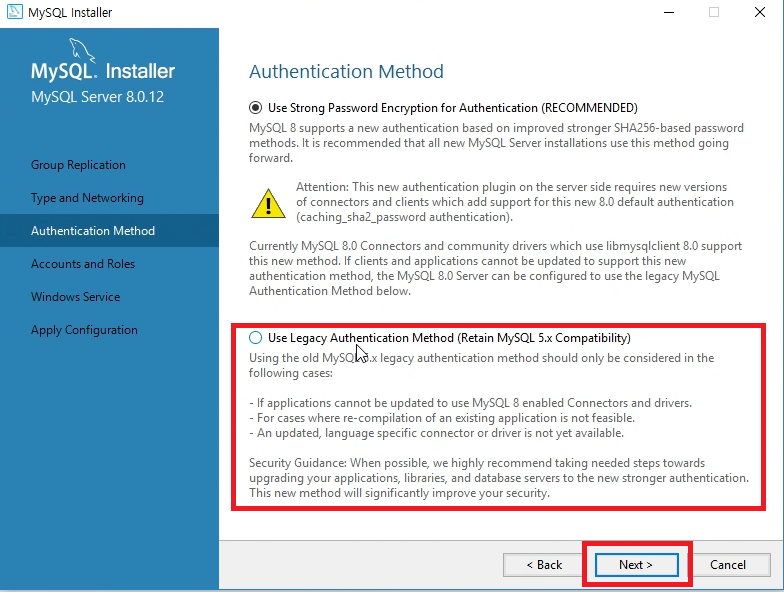 MySQL Installer
MySQL. Installer
MySQL Server 8.0.12
Group Replication
Type and Networking
Authentication Method
Accounts and Roles
Windows Service
Apply Configuration
Authentication Method
Use Strong Password Encryption for Authentication (RECOMMENDED)
MySQL 8 supports a new authentication based on improved stronger SHA256-based password
methods. It is recommended that all new MySQL Server installations use this method going
forward.
Attention: This new authentication plugin on the server side requires new versions
of connectors and clients which add support for this new 8.0 default authentication
(caching_sha2_password authentication).
Currently MySQL 8.0 Connectors and community drivers which use libmysqlclient 8.0 support
this new method. If clients and applications cannot be updated to support this new
authentication method, the MySQL 8.0 Server can be configured to use the legacy MySQL
Authentication Method below.
Use Legacy Authentication Method (Retain MySQL 5.x Compatibility)
Using the old MySQL 5.x legacy authentication method should only be considered in the
following cases:
- If applications cannot be updated to use MySQL 8 enabled Connectors and drivers.
- For cases where re-compilation of an existing application is not feasible.
- An updated, language specific connector or driver is not yet available.
Security Guidance: When possible, we highly recommend taking needed steps towards
upgrading your applications, libraries, and database servers to the new stronger authentication.
This new method will significantly improve your security.
< Back
Next >
Cancel